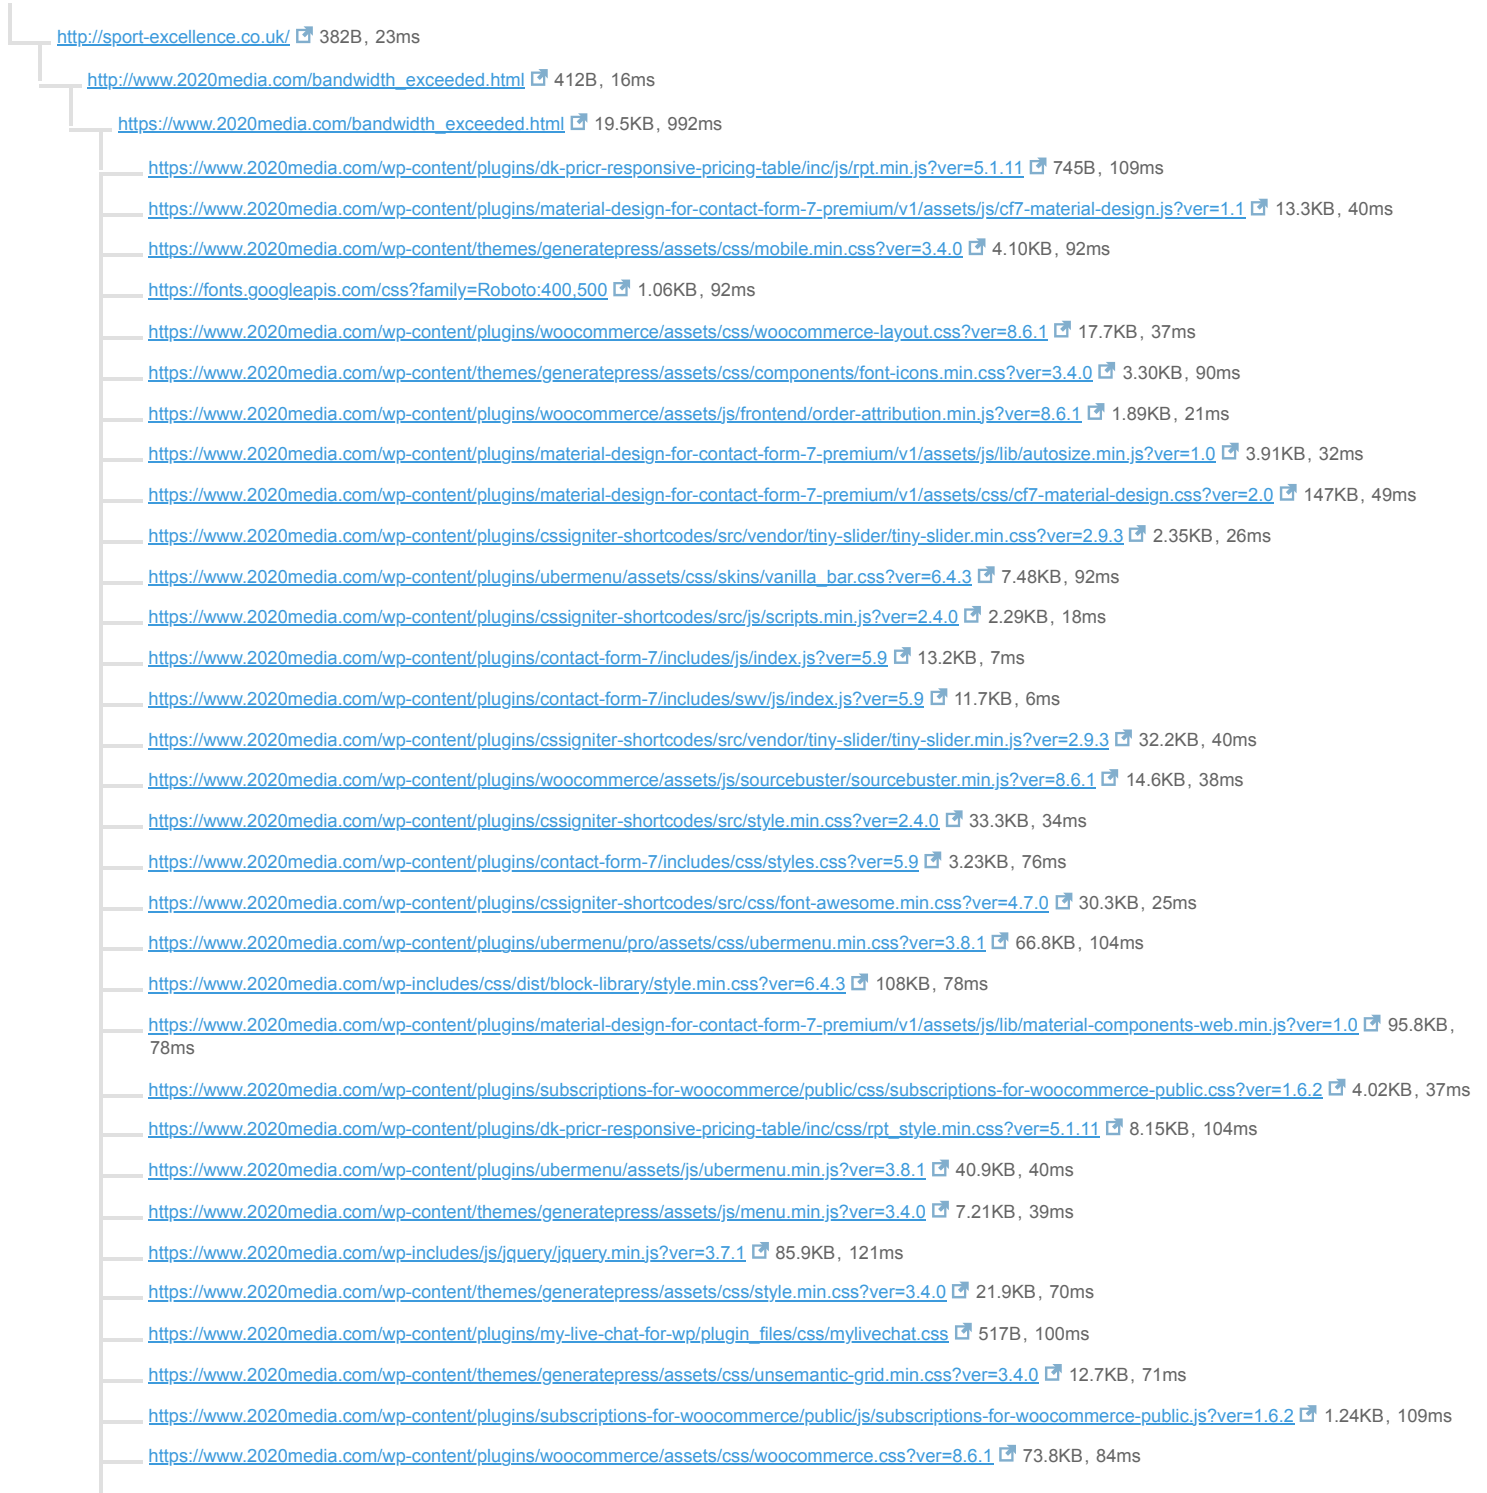 http://sport-excellence.co.uk/ 382B, 23ms
http://www.2020media.com/bandwidth_exceeded.html 412B, 16ms
https://www.2020media.com/bandwidth_exceeded.html 19.5KB, 992ms
https://www.2020media.com/wp-content/plugins/dk-pricr-responsive-pricing-table/inc/js/rpt.min.js?ver=5.1.11 745B, 109ms
https://www.2020media.com/wp-content/plugins/material-design-for-contact-form-7-premium/v1/assets/js/cf7-material-design.js?ver=1.1 13.3KB, 40ms
https://www.2020media.com/wp-content/themes/generatepress/assets/css/mobile.min.css?ver=3.4.0 4.10KB, 92ms
https://fonts.googleapis.com/css?family=Roboto:400,500 1.06KB, 92ms
https://www.2020media.com/wp-content/plugins/woocommerce/assets/css/woocommerce-layout.css?ver=8.6.1 17.7KB, 37ms
https://www.2020media.com/wp-content/themes/generatepress/assets/css/components/font-icons.min.css?ver=3.4.0 3.30KB, 90ms
https://www.2020media.com/wp-content/plugins/woocommerce/assets/js/frontend/order-attribution.min.js?ver=8.6.1 1.89KB, 21ms
https://www.2020media.com/wp-content/plugins/material-design-for-contact-form-7-premium/v1/assets/js/lib/autosize.min.js?ver=1.0 3.91KB, 32ms
https://www.2020media.com/wp-content/plugins/material-design-for-contact-form-7-premium/v1/assets/css/cf7-material-design.css?ver=2.0 147KB, 49ms
https://www.2020media.com/wp-content/plugins/cssigniter-shortcodes/src/vendor/tiny-slider/tiny-slider.min.css?ver=2.9.3 2.35KB, 26ms
https://www.2020media.com/wp-content/plugins/ubermenu/assets/css/skins/vanilla_bar.css?ver=6.4.3 7.48KB, 92ms
https://www.2020media.com/wp-content/plugins/cssigniter-shortcodes/src/js/scripts.min.js?ver=2.4.0 2.29KB, 18ms
https://www.2020media.com/wp-content/plugins/contact-form-7/includes/js/index.js?ver=5.9 13.2KB, 7ms
https://www.2020media.com/wp-content/plugins/contact-form-7/includes/swv/js/index.js?ver=5.9 11.7KB, 6ms
https://www.2020media.com/wp-content/plugins/cssigniter-shortcodes/src/vendor/tiny-slider/tiny-slider.min.js?ver=2.9.3 32.2KB, 40ms
https://www.2020media.com/wp-content/plugins/woocommerce/assets/js/sourcebuster/sourcebuster.min.js?ver=8.6.1 14.6KB, 38ms
https://www.2020media.com/wp-content/plugins/cssigniter-shortcodes/src/style.min.css?ver=2.4.0 33.3KB, 34ms
https://www.2020media.com/wp-content/plugins/contact-form-7/includes/css/styles.css?ver=5.9 3.23KB, 76ms
https://www.2020media.com/wp-content/plugins/cssigniter-shortcodes/src/css/font-awesome.min.css?ver=4.7.0 30.3KB, 25ms
https://www.2020media.com/wp-content/plugins/ubermenu/pro/assets/css/ubermenu.min.css?ver=3.8.1 66.8KB, 104ms
https://www.2020media.com/wp-includes/css/dist/block-library/style.min.css?ver=6.4.3 108KB, 78ms
https://www.2020media.com/wp-content/plugins/material-design-for-contact-form-7-premium/v1/assets/js/lib/material-components-web.min.js?ver=1.0 95.8KB,
78ms
https://www.2020media.com/wp-content/plugins/subscriptions-for-woocommerce/public/css/subscriptions-for-woocommerce-public.css?ver=1.6.2 4.02KB, 37ms
https://www.2020media.com/wp-content/plugins/dk-pricr-responsive-pricing-table/inc/css/rpt_style.min.css?ver=5.1.11 8.15KB, 104ms
https://www.2020media.com/wp-content/plugins/ubermenu/assets/js/ubermenu.min.js?ver=3.8.1 40.9KB, 40ms
https://www.2020media.com/wp-content/themes/generatepress/assets/js/menu.min.js?ver=3.4.0 7.21KB, 39ms
https://www.2020media.com/wp-includes/js/jquery/jquery.min.js?ver=3.7.1 85.9KB, 121ms
https://www.2020media.com/wp-content/themes/generatepress/assets/css/style.min.css?ver=3.4.0 21.9KB, 70ms
https://www.2020media.com/wp-content/plugins/my-live-chat-for-wp/plugin_files/css/mylivechat.css 517B, 100ms
https://www.2020media.com/wp-content/themes/generatepress/assets/css/unsemantic-grid.min.css?ver=3.4.0 12.7KB, 71ms
https://www.2020media.com/wp-content/plugins/subscriptions-for-woocommerce/public/js/subscriptions-for-woocommerce-public.js?ver=1.6.2 1.24KB, 109ms
https://www.2020media.com/wp-content/plugins/woocommerce/assets/css/woocommerce.css?ver=8.6.1 73.8KB, 84ms